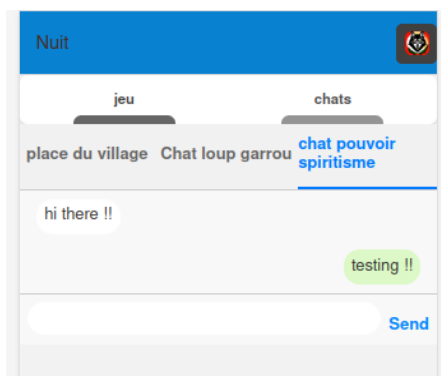 Nuit
jeu chats
place du village Chat loup garrou chat pouvoir
spiritisme
hi there !!
testing !!
Send